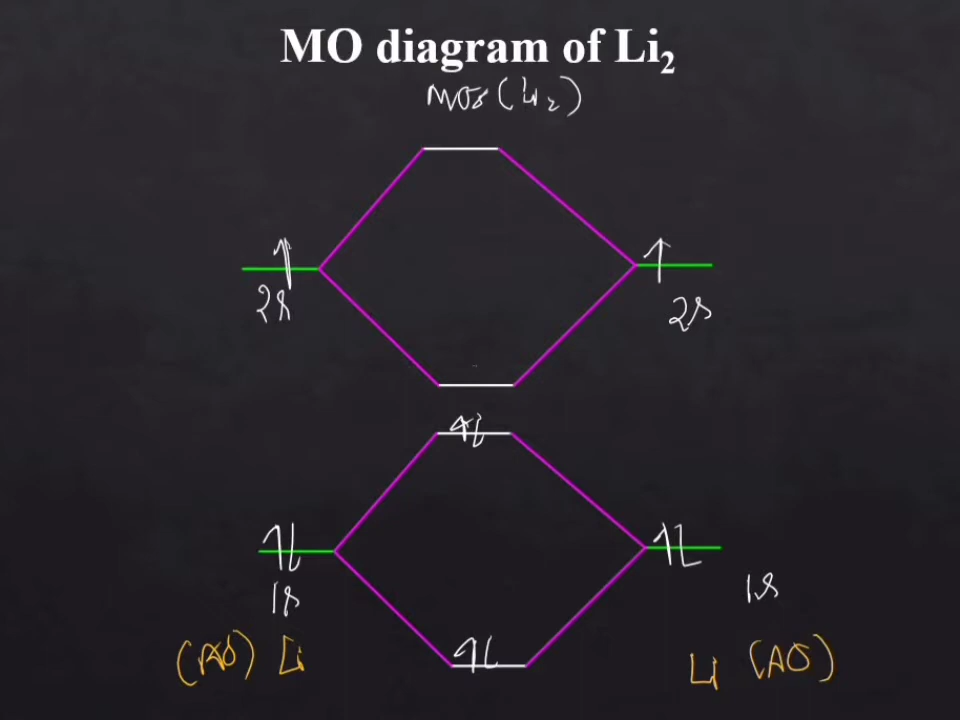 MO diagram of Li₂
MOs (Li₂)
2s 2s
1s 1s
(AO) Li Li (AO)